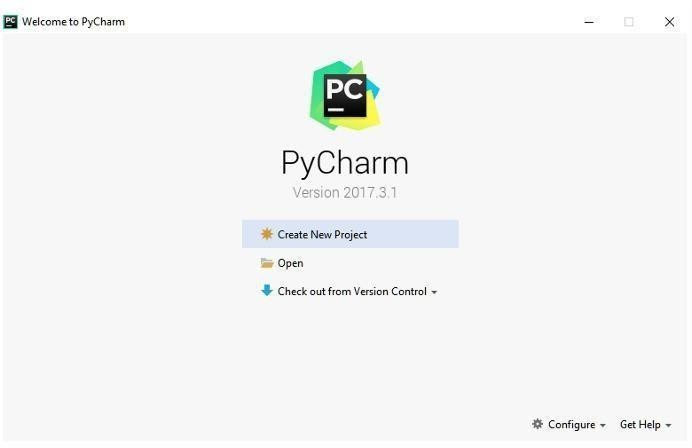 PC
Welcome to PyCharm
PC
PyCharm
Version 2017.3.1
Create New Project
Open
Check out from Version Control
Configure
Get Help